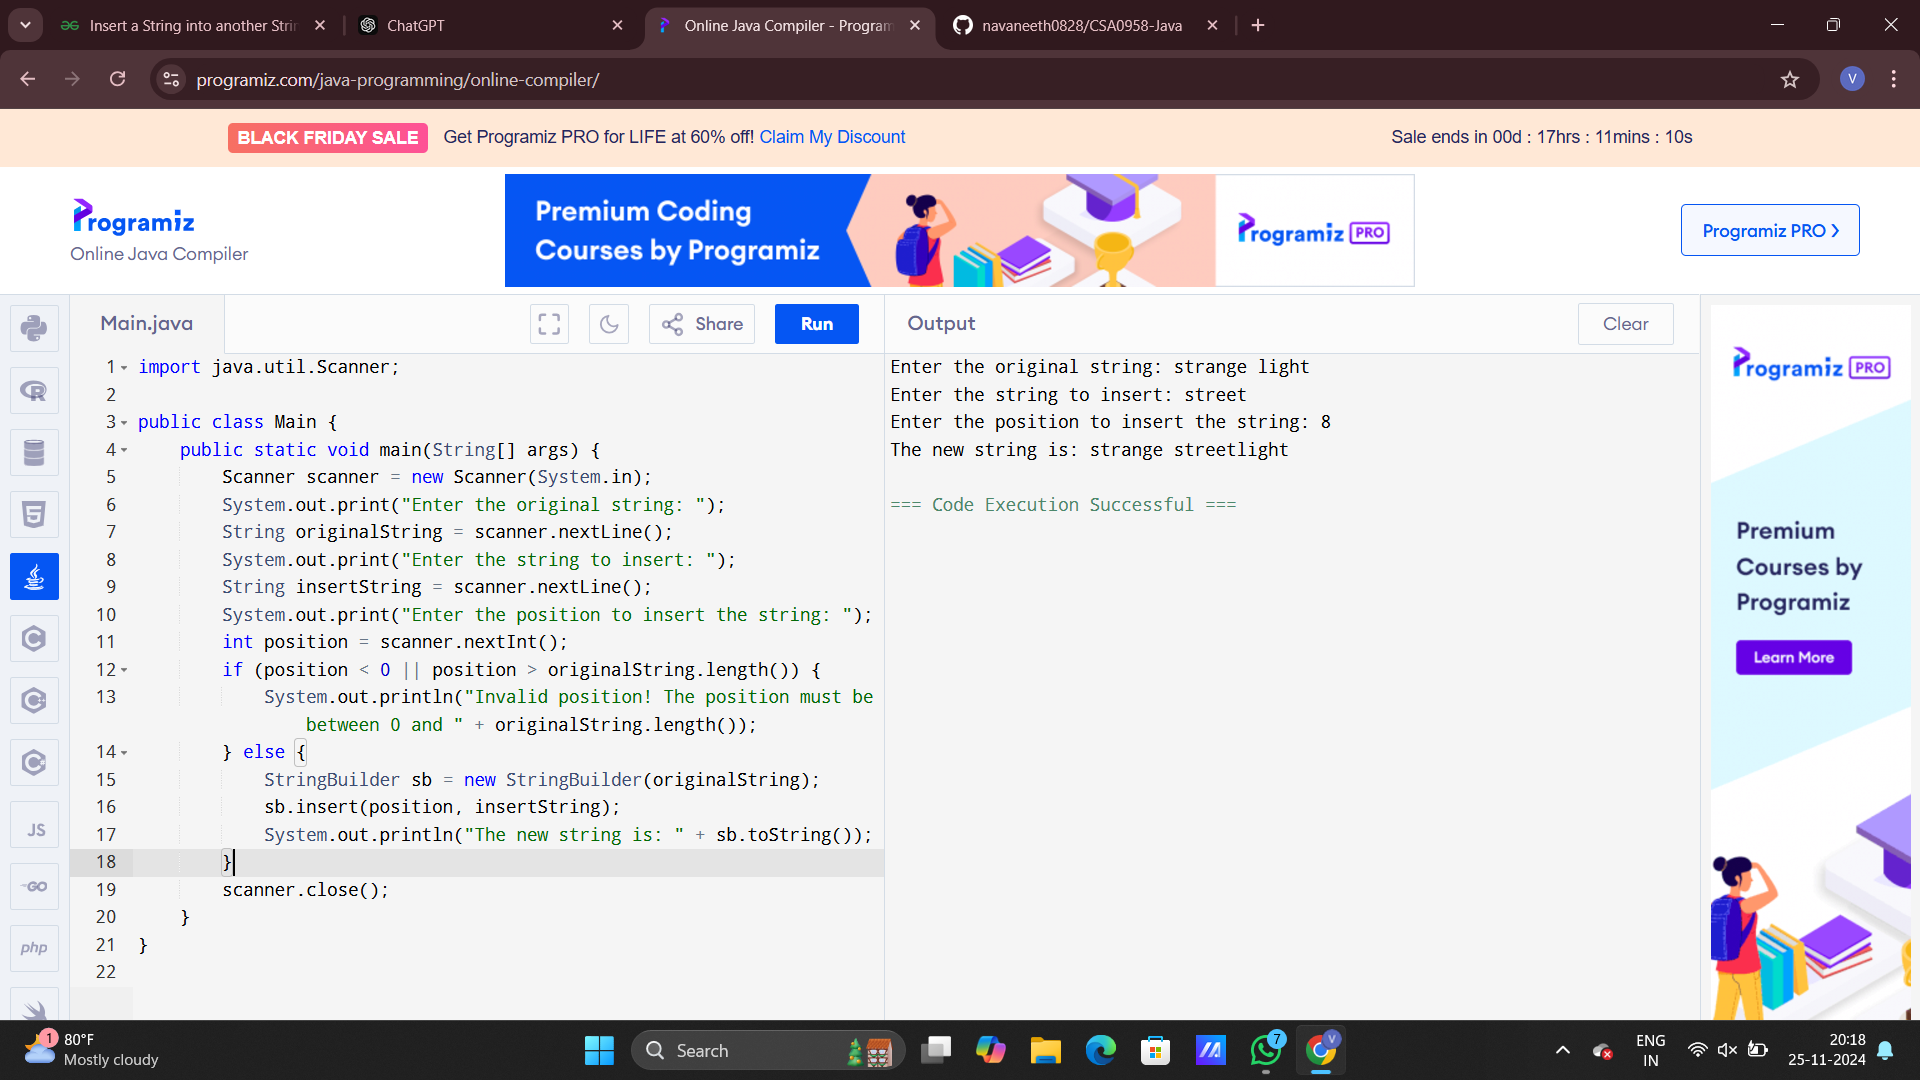 Insert a String into another Strin
ChatGPT
Online Java Compiler - Program
navaneeth0828/CSA0958-Java
programiz.com/java-programming/online-compiler/
V
BLACK FRIDAY SALE Get Programiz PRO for LIFE at 60% off! Claim My Discount
Sale ends in 00d : 17hrs : 11mins : 10s
Programiz
Online Java Compiler
Premium Coding
Courses by Programiz
Programiz PRO
Programiz PRO ›
Main.java
Share
Run
Output
Clear
1 import java.util.Scanner;
2
3 public class Main {
4 public static void main(String[] args) {
5 Scanner scanner = new Scanner(System.in);
6 System.out.print("Enter the original string: ");
7 String originalString = scanner.nextLine();
8 System.out.print("Enter the string to insert: ");
9 String insertString = scanner.nextLine();
10 System.out.print("Enter the position to insert the string: ");
11 int position = scanner.nextInt();
12 if (position < 0 || position > originalString.length()) {
13 System.out.println("Invalid position! The position must be
between 0 and " + originalString.length());
14 } else {
15 StringBuilder sb = new StringBuilder(originalString);
16 sb.insert(position, insertString);
17 System.out.println("The new string is: " + sb.toString());
18 }
19 scanner.close();
20 }
21 }
22
Enter the original string: strange light
Enter the string to insert: street
Enter the position to insert the string: 8
The new string is: strange streetlight
=== Code Execution Successful ===
JS
GO
php
Programiz PRO
Premium
Courses by
Programiz
Learn More
1
80°F
Mostly cloudy
Search
7
V
ENG
IN
20:18
25-11-2024